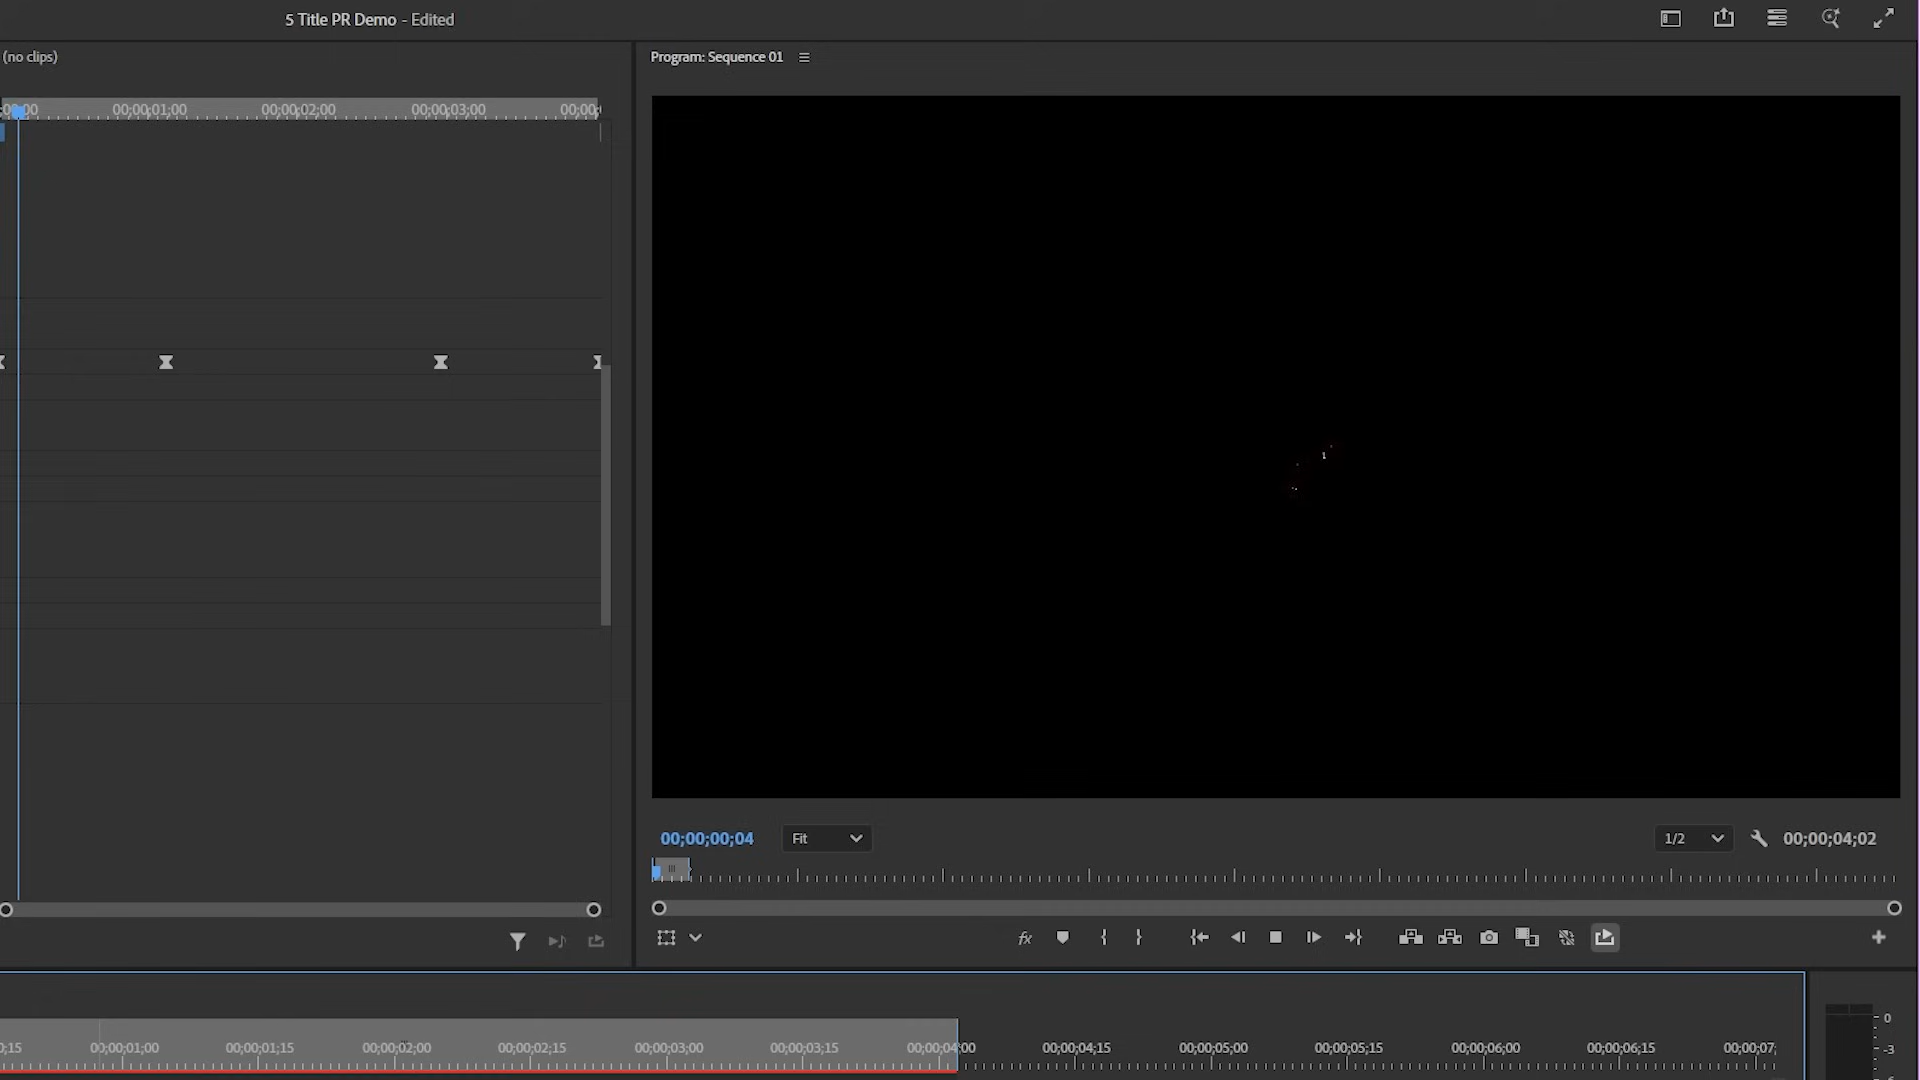 5 Title PR Demo - Edited
(no clips)
Program: Sequence 01
00;00;01;00 00;00;02;00 00;00;03;00
00;00;00;04
Fit
1/2
00;00;04;02
fx
00;00;01;00 00;00;01;15 00;00;02;00 00;00;02;15 00;00;03;00 00;00;03;15 00;00;04;00 00;00;04;15 00;00;05;00 00;00;05;15 00;00;06;00 00;00;06;15 00;00;07;
0
-3